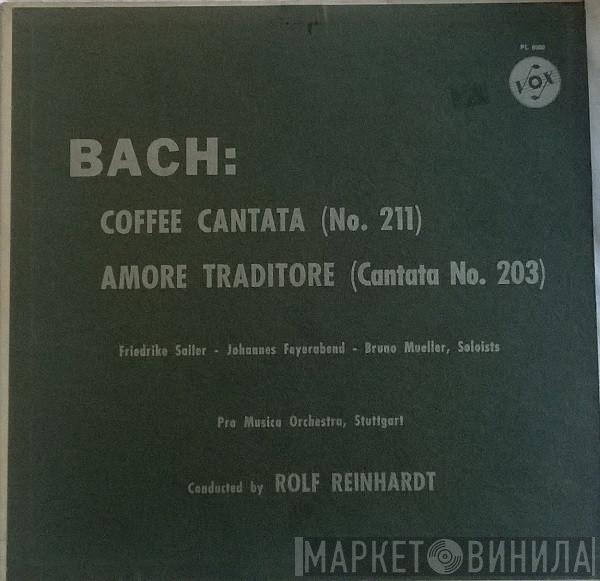 PL 8980
VOX
BACH:
COFFEE CANTATA (No. 211)
AMORE TRADITORE (Cantata No. 203)
Friedrike Sailer - Johannes Feyerabend - Bruno Mueller, Soloists
Pro Musica Orchestra, Stuttgart
Conducted by ROLF REINHARDT
МАРКЕТ ВИНИЛА